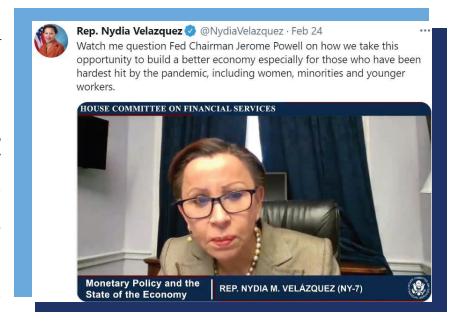 Rep. Nydia Velazquez @NydiaVelazquez · Feb 24
Watch me question Fed Chairman Jerome Powell on how we take this
opportunity to build a better economy especially for those who have been
hardest hit by the pandemic, including women, minorities and younger
workers.
HOUSE COMMITTEE ON FINANCIAL SERVICES
Monetary Policy and the
State of the Economy
REP. NYDIA M. VELÁZQUEZ (NY-7)